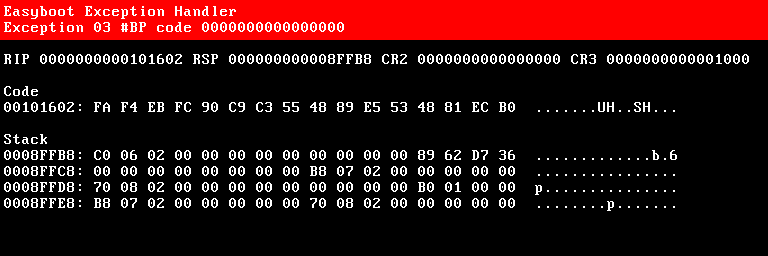 Easyboot Exception Handler
Exception 03 #BP code 0000000000000000
RIP 0000000000101602 RSP 000000000008FFB8 CR2 0000000000000000 CR3 0000000000001000
Code
00101602: FA F4 EB FC 90 C9 C3 55 48 89 E5 53 48 81 EC B0 .......UH..SH...
Stack
0008FFB8: C0 06 02 00 00 00 00 00 00 00 00 00 89 62 D7 36 .............b.6
0008FFC8: 00 00 00 00 00 00 00 00 B8 07 02 00 00 00 00 00 ................
0008FFD8: 70 08 02 00 00 00 00 00 00 00 00 00 B0 01 00 00 p...............
0008FFE8: B8 07 02 00 00 00 00 00 70 08 02 00 00 00 00 00 ........p.......